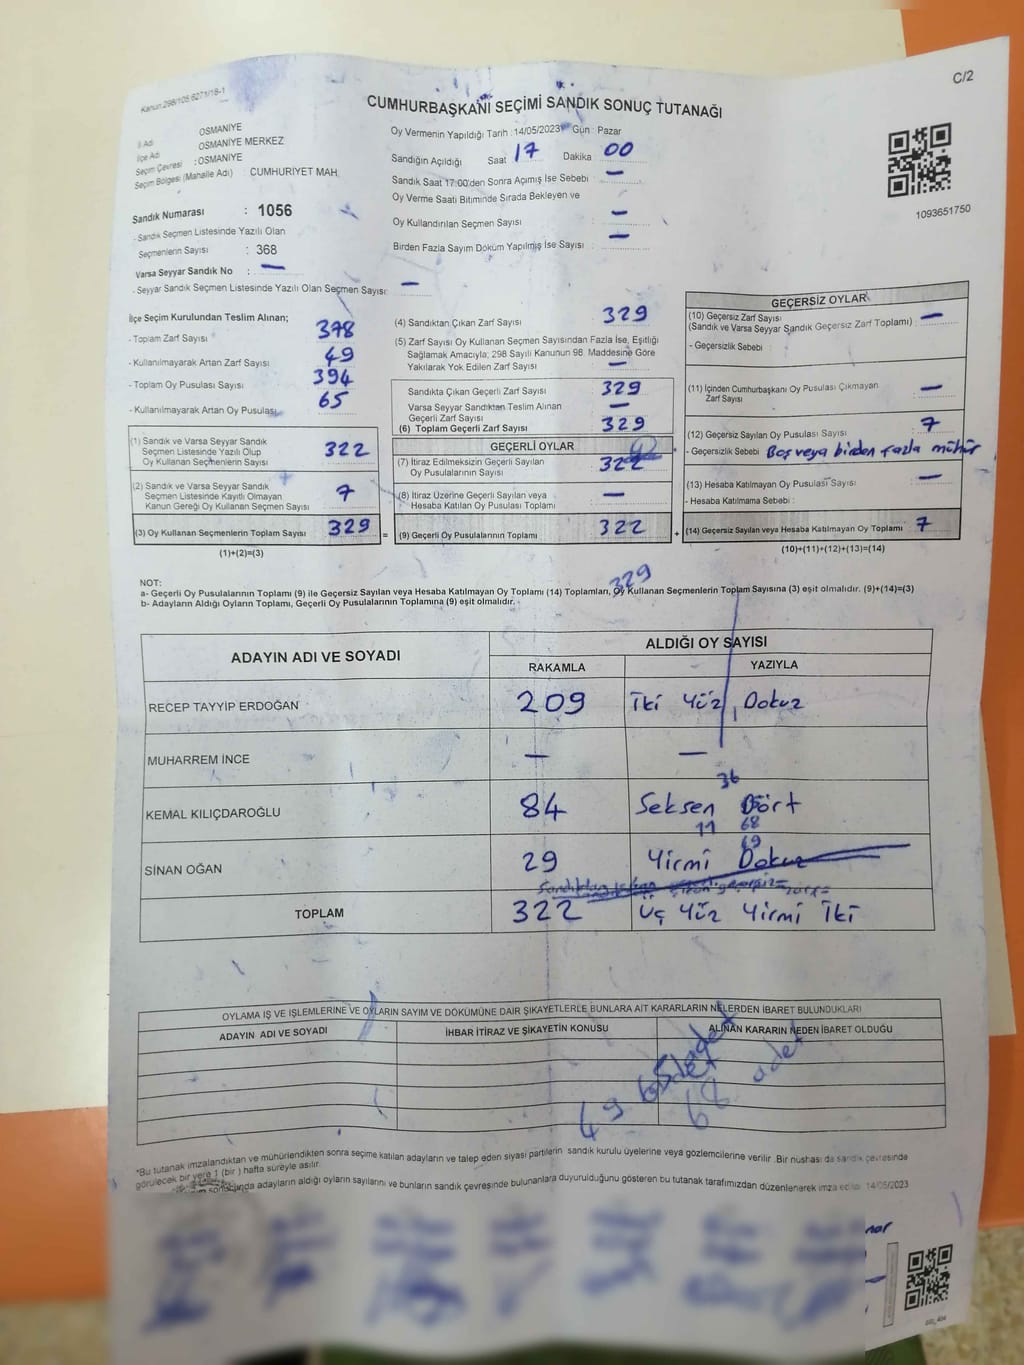 C/2
Kanun 298/105 6271/18-1
CUMHURBAŞKANI SEÇİMİ SANDIK SONUÇ TUTANAĞI
İl Adı OSMANİYE
İlçe Adı OSMANİYE MERKEZ
Seçim Çevresi : OSMANİYE
Seçim Bölgesi (Mahalle Adı) : CUMHURİYET MAH.
Sandık Numarası : 1056
- Sandık Seçmen Listesinde Yazılı Olan
Seçmenlerin Sayısı : 368
Varsa Seyyar Sandık No : —
- Seyyar Sandık Seçmen Listesinde Yazılı Olan Seçmen Sayısı: —
Oy Vermenin Yapıldığı Tarih : 14/05/2023 Gün : Pazar
Sandığın Açıldığı Saat 17 Dakika 00
Sandık Saat 17:00'den Sonra Açımış İse Sebebi : —
Oy Verme Saati Bitiminde Sırada Bekleyen ve
Oy Kullandırılan Seçmen Sayısı : —
Birden Fazla Sayım Döküm Yapılmış İse Sayısı : —
1093651750
İlçe Seçim Kurulundan Teslim Alınan;
- Toplam Zarf Sayısı : 378
- Kullanılmayarak Artan Zarf Sayısı : 49
- Toplam Oy Pusulası Sayısı : 394
- Kullanılmayarak Artan Oy Pusulası : 65
(1) Sandık ve Varsa Seyyar Sandık
Seçmen Listesinde Yazılı Olup
Oy Kullanan Seçmenlerin Sayısı 322
(2) Sandık ve Varsa Seyyar Sandık
Seçmen Listesinde Kayıtlı Olmayan
Kanun Gereği Oy Kullanan Seçmen Sayısı 7
(3) Oy Kullanan Seçmenlerin Toplam Sayısı 329
(1)+(2)=(3)
(4) Sandıktan Çıkan Zarf Sayısı 329
(5) Zarf Sayısı Oy Kullanan Seçmen Sayısından Fazla İse, Eşitliği
Sağlamak Amacıyla; 298 Sayılı Kanunun 98. Maddesine Göre
Yakılarak Yok Edilen Zarf Sayısı —
Sandıkta Çıkan Geçerli Zarf Sayısı 329
Varsa Seyyar Sandıkten Teslim Alınan
Geçerli Zarf Sayısı —
(6) Toplam Geçerli Zarf Sayısı 329
GEÇERLİ OYLAR
(7) İtiraz Edilmeksizin Geçerli Sayılan
Oy Pusulalarının Sayısı 322
(8) İtiraz Üzerine Geçerli Sayılan veya
Hesaba Katılan Oy Pusulası Toplamı —
= (9) Geçerli Oy Pusulalarının Toplamı 322 +
GEÇERSİZ OYLAR
(10) Geçersiz Zarf Sayısı
(Sandık ve Varsa Seyyar Sandık Geçersiz Zarf Toplamı) : —
- Geçersizlik Sebebi :
(11) İçinden Cumhurbaşkanı Oy Pusulası Çıkmayan
Zarf Sayısı —
(12) Geçersiz Sayılan Oy Pusulası Sayısı : 7
- Geçersizlik Sebebi Boş veya birden fazla mühür
(13) Hesaba Katılmayan Oy Pusulası Sayısı : —
- Hesaba Katılmama Sebebi :
(14) Geçersiz Sayılan veya Hesaba Katılmayan Oy Toplamı 7
(10)+(11)+(12)+(13)=(14)
329
NOT:
a- Geçerli Oy Pusulalarının Toplamı (9) ile Geçersiz Sayılan veya Hesaba Katılmayan Oy Toplamı (14) Toplamları, Oy Kullanan Seçmenlerin Toplam Sayısına (3) eşit olmalıdır. (9)+(14)=(3)
b- Adayların Aldığı Oyların Toplamı, Geçerli Oy Pusulalarının Toplamına (9) eşit olmalıdır.
ADAYIN ADI VE SOYADI
ALDIĞI OY SAYISI
RAKAMLA YAZIYLA
RECEP TAYYİP ERDOĞAN 209 İki Yüz Dokuz
MUHARREM İNCE — —
36
KEMAL KILIÇDAROĞLU 84 Seksen Dört
11 68
69
SİNAN OĞAN 29 Yirmi Dokuz
TOPLAM 322 Üç Yüz Yirmi İki
OYLAMA İŞ VE İŞLEMLERİNE VE OYLARIN SAYIM VE DÖKÜMÜNE DAİR ŞİKAYETLERLE BUNLARA AİT KARARLARIN NELERDEN İBARET BULUNDUKLARI
ADAYIN ADI VE SOYADI İHBAR İTİRAZ VE ŞİKAYETİN KONUSU ALINAN KARARIN NEDEN İBARET OLDUĞU
49 adet
65 adet
68 adet
*Bu tutanak imzalandıktan ve mühürlendikten sonra seçime katılan adayların ve talep eden siyasi partilerin sandık kurulu üyelerine veya gözlemcilerine verilir. Bir nüshası da sandık çevresinde
görülecek bir yere 1 (bir ) hafta süreyle asılır.
sonucunda adayların aldığı oyların sayılarını ve bunların sandık çevresinde bulunanlara duyurulduğunu gösteren bu tutanak tarafımızdan düzenlenerek imza edildi 14/05/2023